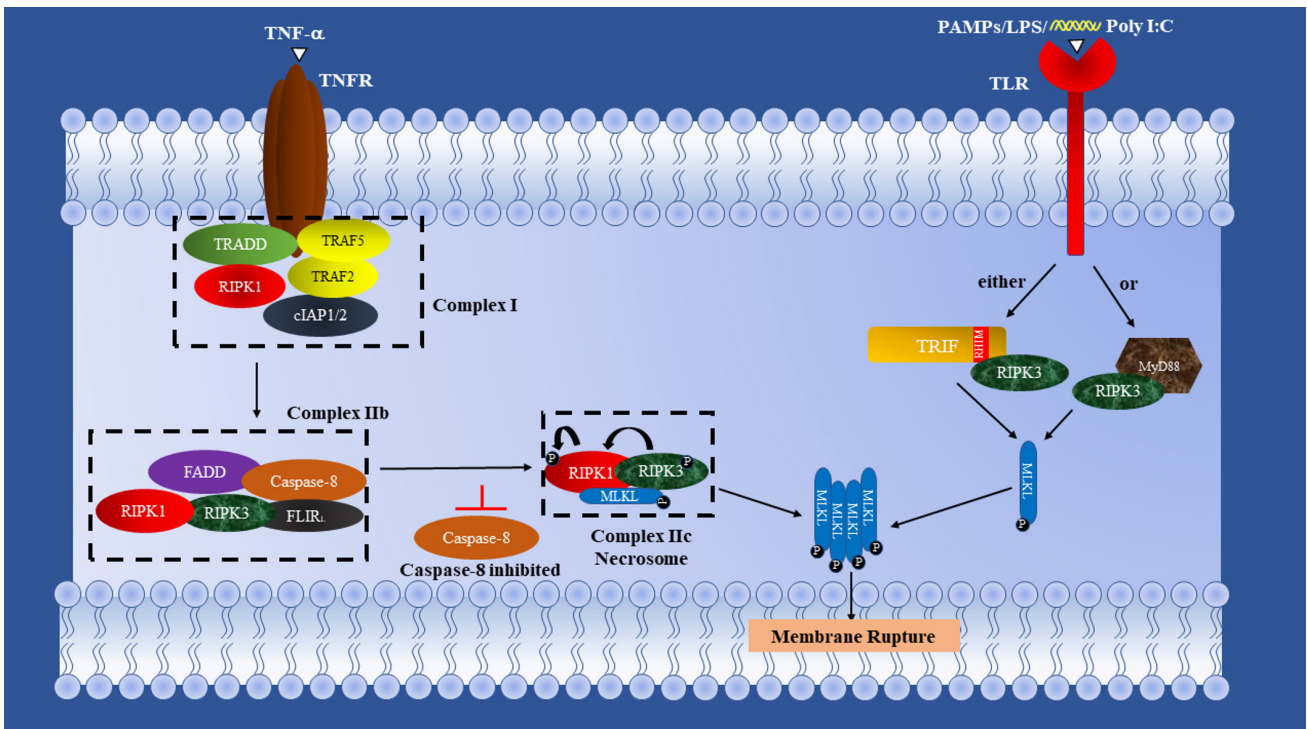 TNF-α
TNFR
PAMPs/LPS/ Poly I:C
TLR
TRADD
TRAF5
RIPK1
TRAF2
cIAP1/2
Complex I
either
or
TRIF
RHIM
RIPK3
MyD88
RIPK3
Complex IIb
FADD
Caspase-8
RIPK1
RIPK3
FLIRL
Caspase-8
Caspase-8 inhibited
P
RIPK1
RIPK3
P
MLKL
P
Complex IIc
Necrosome
MLKL
MLKL
MLKL
MLKL
P
P
P
P
MLKL
P
Membrane Rupture